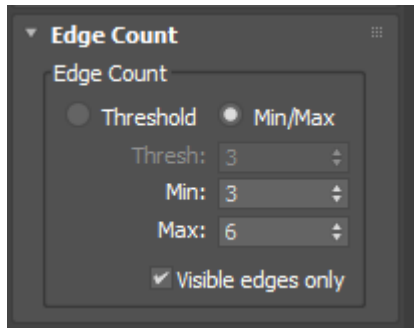 Edge Count
Edge Count
Threshold Min/Max
Thresh: 3
Min: 3
Max: 6
Visible edges only